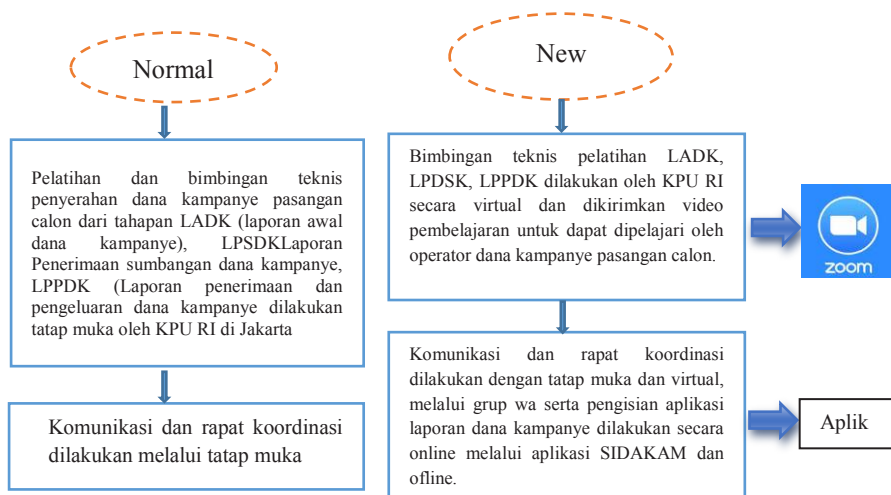 Normal
Pelatihan dan bimbingan teknis
penyerahan dana kampanye pasangan
calon dari tahapan LADK (laporan awal
dana kampanye), LPSDKLaporan
Penerimaan sumbangan dana kampanye,
LPPDK (Laporan penerimaan dan
pengeluaran dana kampanye dilakukan
tatap muka oleh KPU RI di Jakarta
Komunikasi dan rapat koordinasi
dilakukan melalui tatap muka
New
Bimbingan teknis pelatihan LADK,
LPDSK, LPPDK dilakukan oleh KPU RI
secara virtual dan dikirimkan video
pembelajaran untuk dapat dipelajari oleh
operator dana kampanye pasangan calon.
zoom
Komunikasi dan rapat koordinasi
dilakukan dengan tatap muka dan virtual,
melalui grup wa serta pengisian aplikasi
laporan dana kampanye dilakukan secara
online melalui aplikasi SIDAKAM dan
ofline.
Aplik